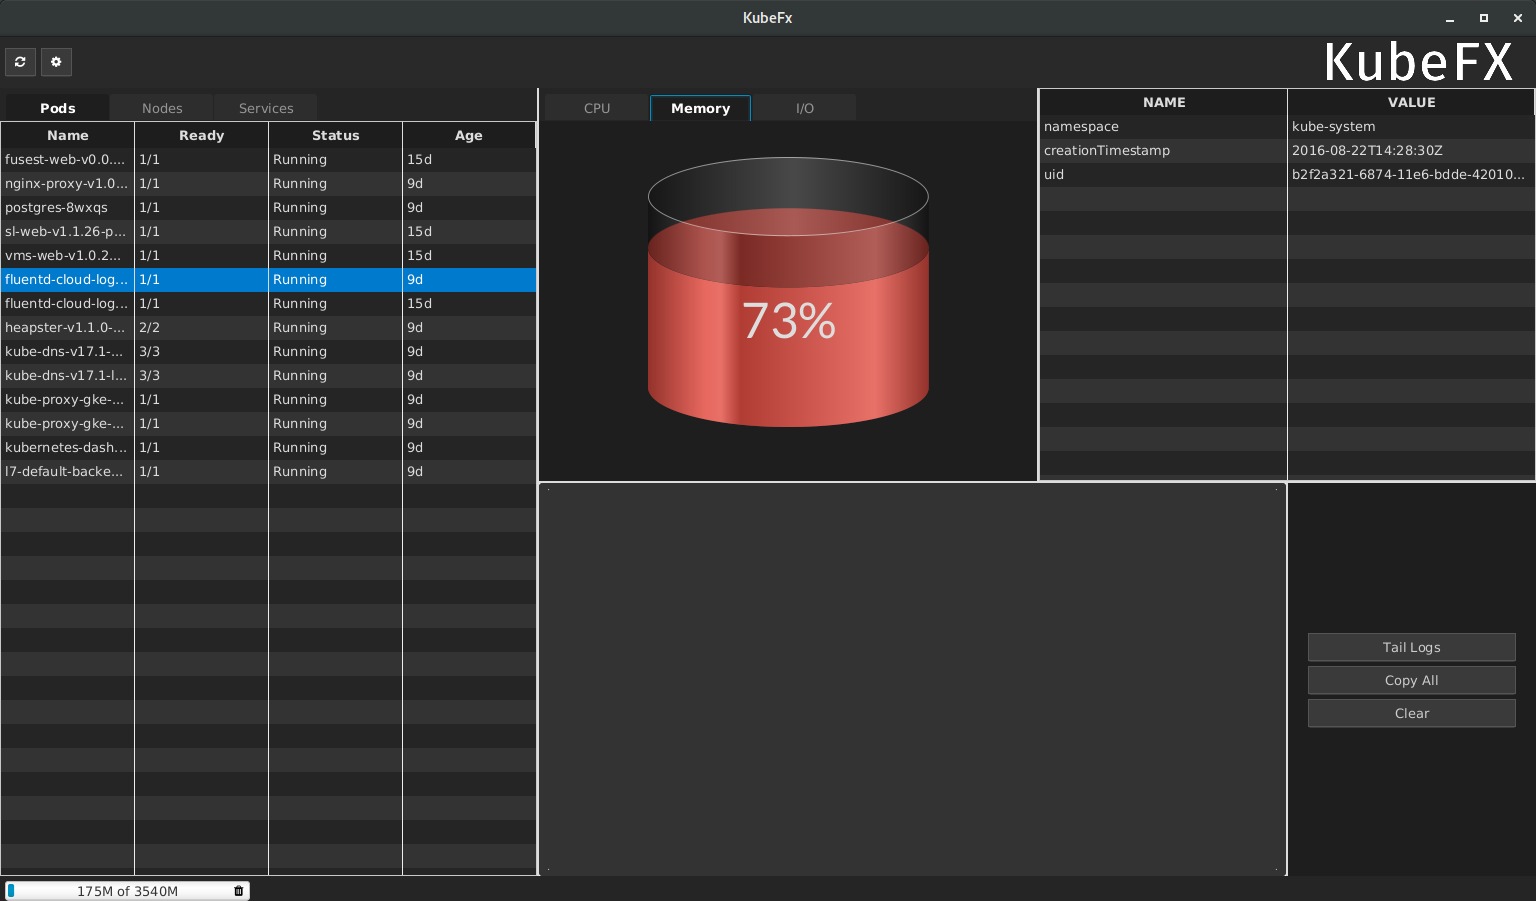 KubeFx
KubeFX
Pods Nodes Services
Name Ready Status Age
fusest-web-v0.0.... 1/1 Running 15d
nginx-proxy-v1.0... 1/1 Running 9d
postgres-8wxqs 1/1 Running 9d
sl-web-v1.1.26-p... 1/1 Running 15d
vms-web-v1.0.2... 1/1 Running 15d
fluentd-cloud-log... 1/1 Running 9d
fluentd-cloud-log... 1/1 Running 15d
heapster-v1.1.0-... 2/2 Running 9d
kube-dns-v17.1-... 3/3 Running 9d
kube-dns-v17.1-l... 3/3 Running 9d
kube-proxy-gke-... 1/1 Running 9d
kube-proxy-gke-... 1/1 Running 9d
kubernetes-dash... 1/1 Running 9d
l7-default-backe... 1/1 Running 9d
CPU Memory I/O
73%
NAME VALUE
namespace kube-system
creationTimestamp 2016-08-22T14:28:30Z
uid b2f2a321-6874-11e6-bdde-42010...
Tail Logs
Copy All
Clear
175M of 3540M